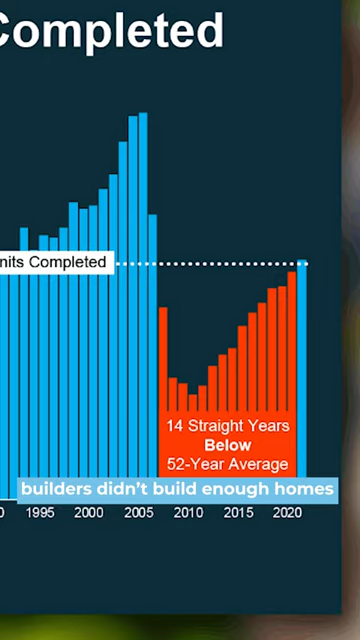 Completed
nits Completed
14 Straight Years
Below
52-Year Average
builders didn't build enough homes
0 1995 2000 2005 2010 2015 2020